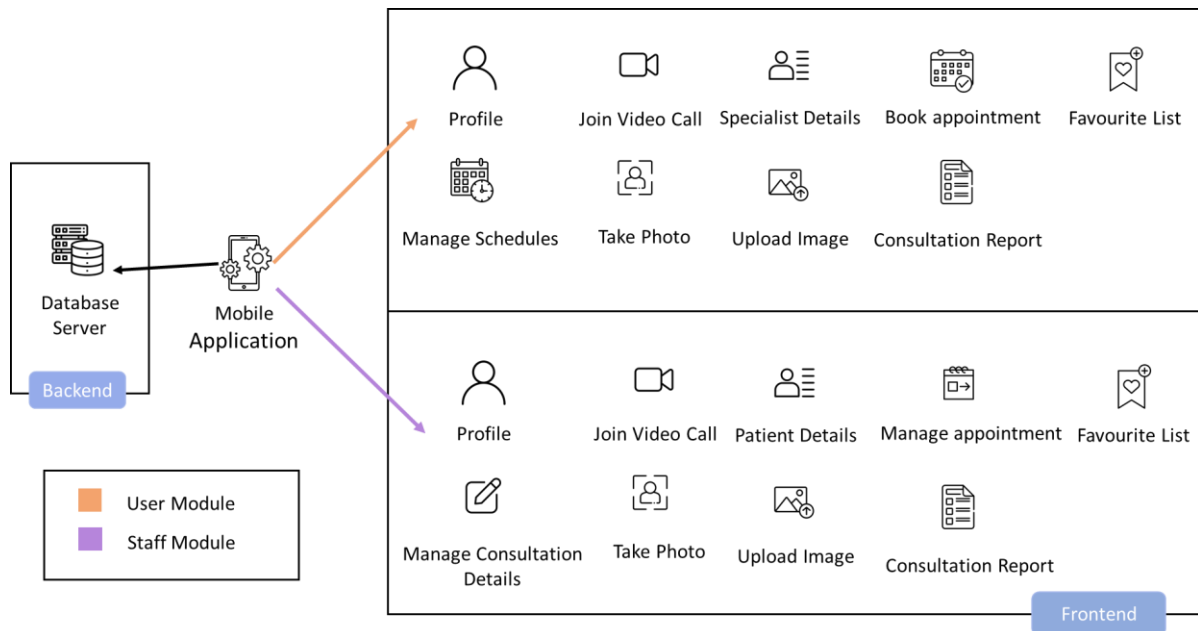 Profile
Join Video Call
Specialist Details
Book appointment
Favourite List
Manage Schedules
Take Photo
Upload Image
Consultation Report
Database
Server
Backend
Mobile
Application
Profile
Join Video Call
Patient Details
Manage appointment
Favourite List
Manage Consultation
Details
Take Photo
Upload Image
Consultation Report
Frontend
User Module
Staff Module